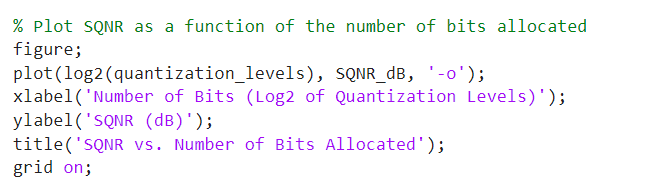 % Plot SQNR as a function of the number of bits allocated
figure;
plot(log2(quantization_levels), SQNR_dB, '-o');
xlabel('Number of Bits (Log2 of Quantization Levels)');
ylabel('SQNR (dB)');
title('SQNR vs. Number of Bits Allocated');
grid on;